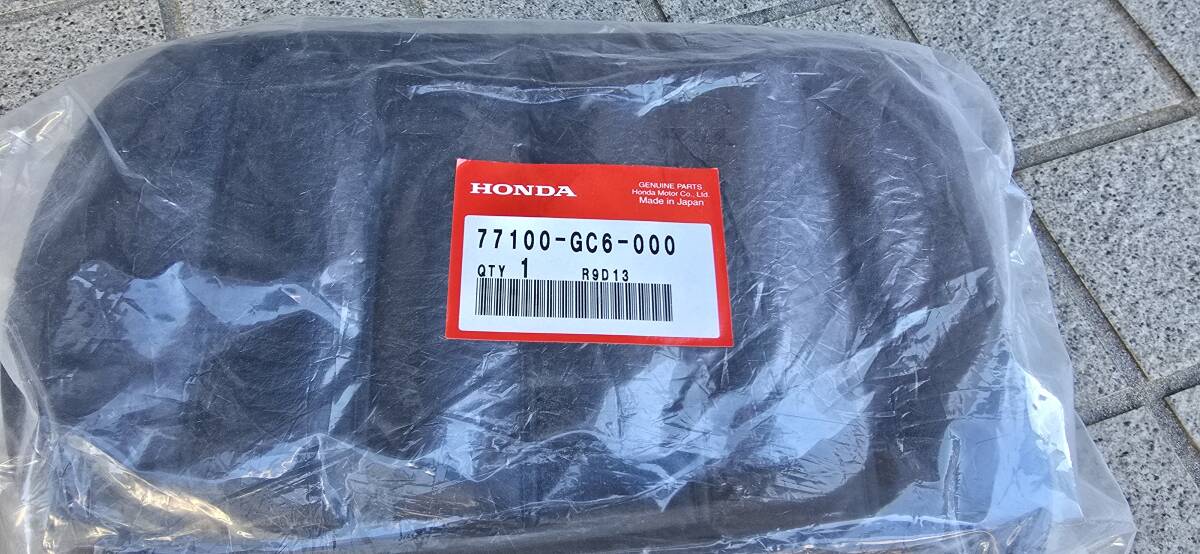 HONDA
GENUINE PARTS
Honda Motor Co., Ltd.
Made in Japan
77100-GC6-000
QTY 1 R9D13